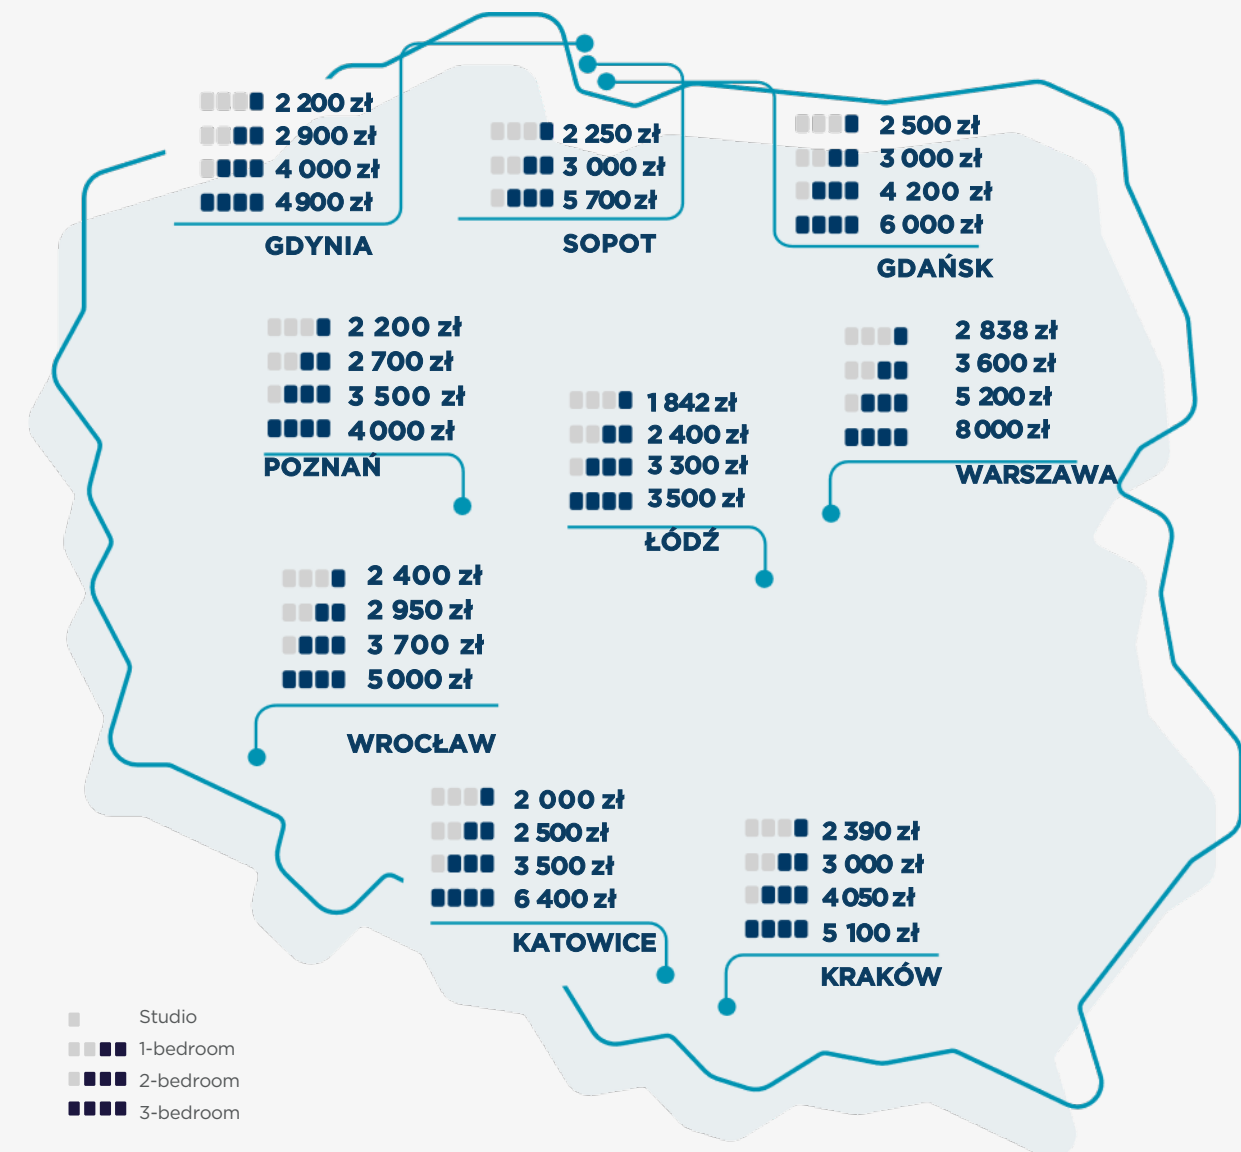 2 200 zł
2 900 zł
4 000 zł
4 900 zł
GDYNIA
2 250 zł
3 000 zł
5 700 zł
SOPOT
2 500 zł
3 000 zł
4 200 zł
6 000 zł
GDAŃSK
2 200 zł
2 700 zł
3 500 zł
4 000 zł
POZNAŃ
1 842 zł
2 400 zł
3 300 zł
3 500 zł
ŁÓDŹ
2 838 zł
3 600 zł
5 200 zł
8 000 zł
WARSZAWA
2 400 zł
2 950 zł
3 700 zł
5 000 zł
WROCŁAW
2 000 zł
2 500 zł
3 500 zł
6 400 zł
KATOWICE
2 390 zł
3 000 zł
4 050 zł
5 100 zł
KRAKÓW
Studio
1-bedroom
2-bedroom
3-bedroom